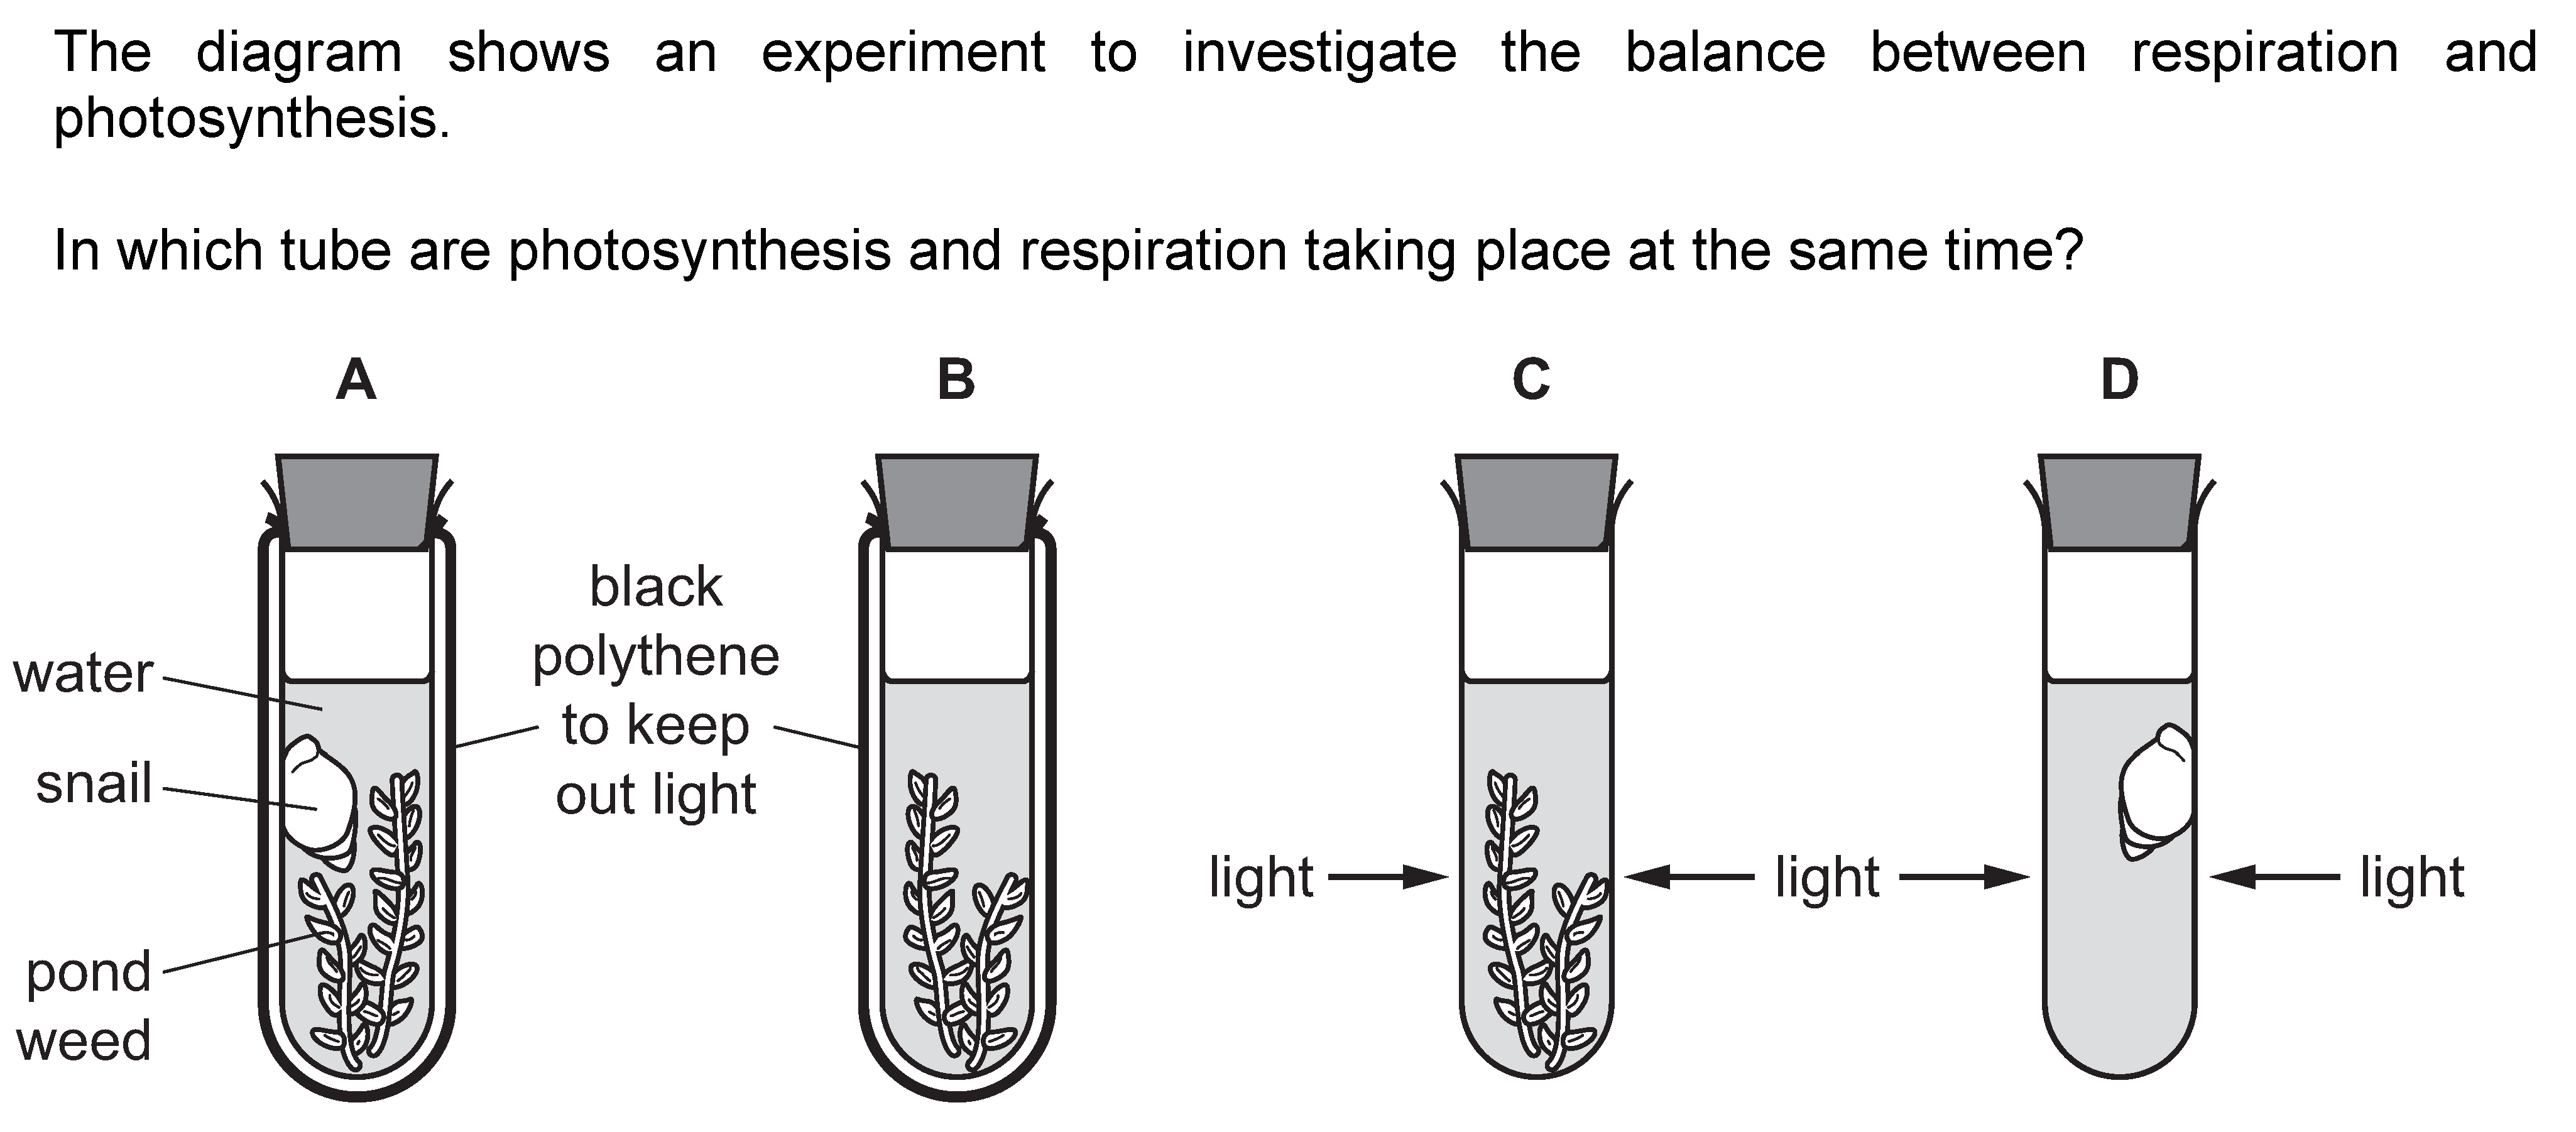 The diagram shows an experiment to investigate the balance between respiration and
photosynthesis.
In which tube are photosynthesis and respiration taking place at the same time?
A B C D
black
polythene
to keep
out light
water
snail
pond
weed
light light light